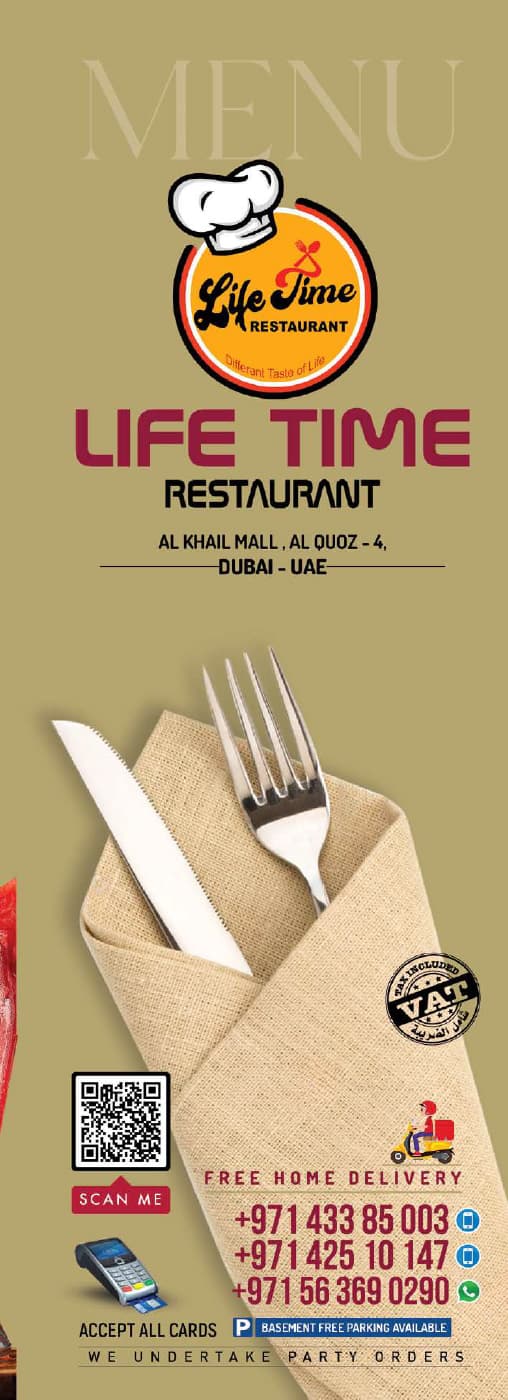 MENU
Life Time
RESTAURANT
Differant Taste of Life
LIFE TIME
RESTAURANT
AL KHAIL MALL , AL QUOZ - 4,
DUBAI - UAE
TAX INCLUDED
VAT
شامل الضريبة
SCAN ME
FREE HOME DELIVERY
+971 433 85 003
+971 425 10 147
+971 56 369 0290
ACCEPT ALL CARDS P BASEMENT FREE PARKING AVAILABLE
WE UNDERTAKE PARTY ORDERS